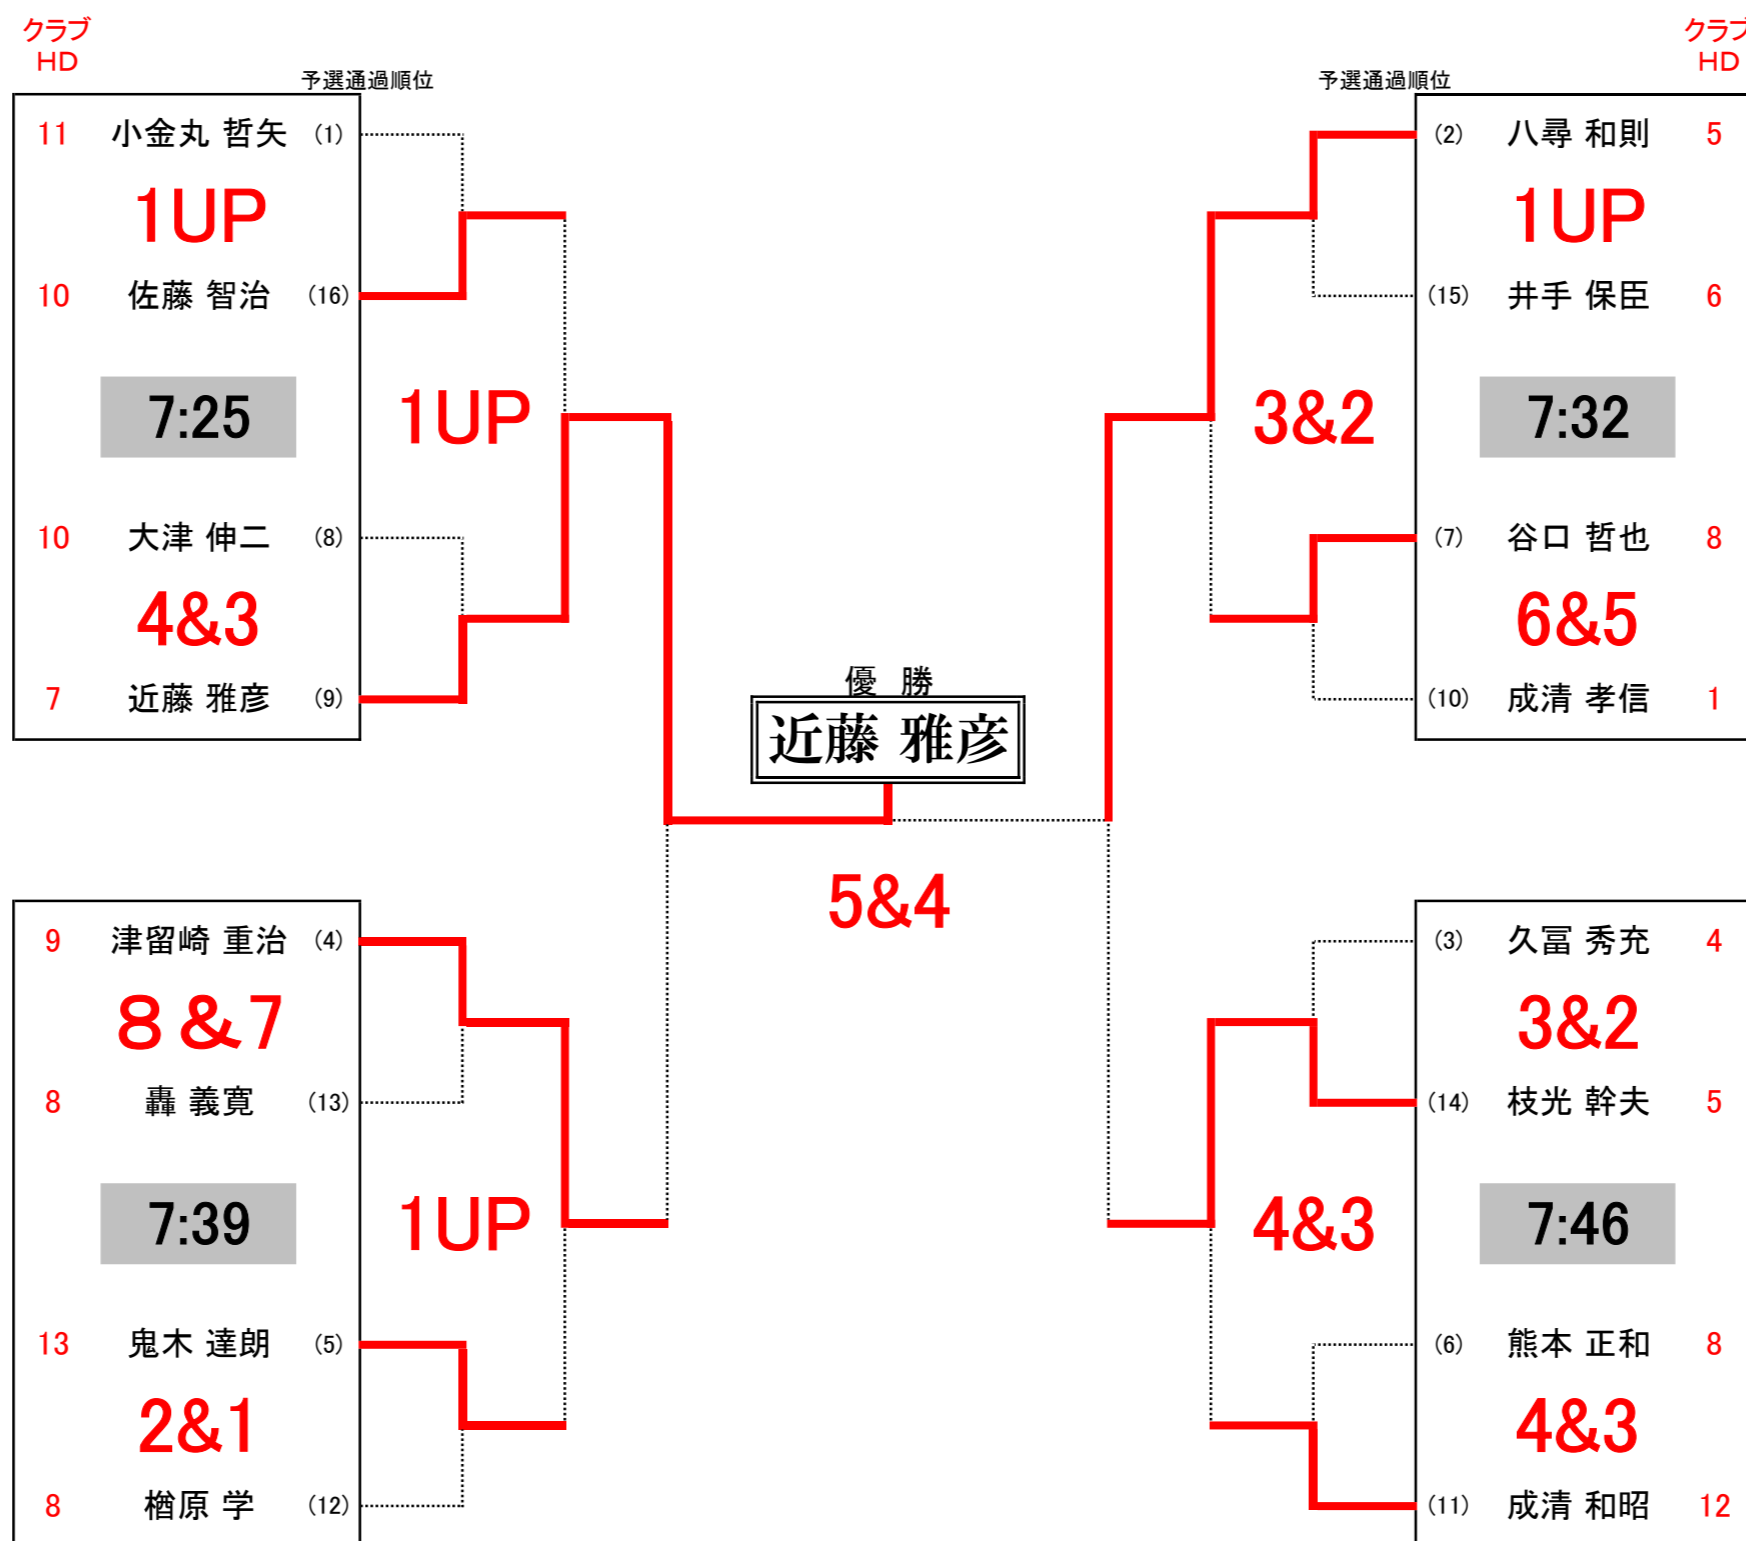 クラブ
HD
予選通過順位
11 小金丸 哲矢 (1)
1UP
10 佐藤 智治 (16)
7:25
1UP
10 大津 伸二 (8)
4&3
7 近藤 雅彦 (9)
9 津留崎 重治 (4)
8&7
8 轟 義寛 (13)
7:39
1UP
13 鬼木 達朗 (5)
2&1
8 楢原 学 (12)
優 勝
近藤 雅彦
5&4
クラブ
HD
予選通過順位
(2) 八尋 和則 5
1UP
(15) 井手 保臣 6
3&2
7:32
(7) 谷口 哲也 8
6&5
(10) 成清 孝信 1
(3) 久冨 秀充 4
3&2
(14) 枝光 幹夫 5
4&3
7:46
(6) 熊本 正和 8
4&3
(11) 成清 和昭 12